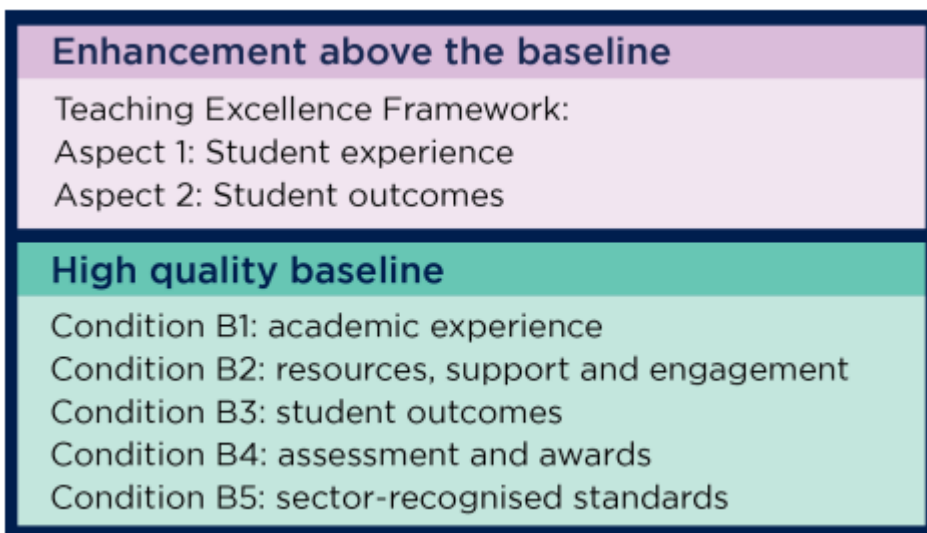 Enhancement above the baseline
Teaching Excellence Framework:
Aspect 1: Student experience
Aspect 2: Student outcomes
High quality baseline
Condition B1: academic experience
Condition B2: resources, support and engagement
Condition B3: student outcomes
Condition B4: assessment and awards
Condition B5: sector-recognised standards